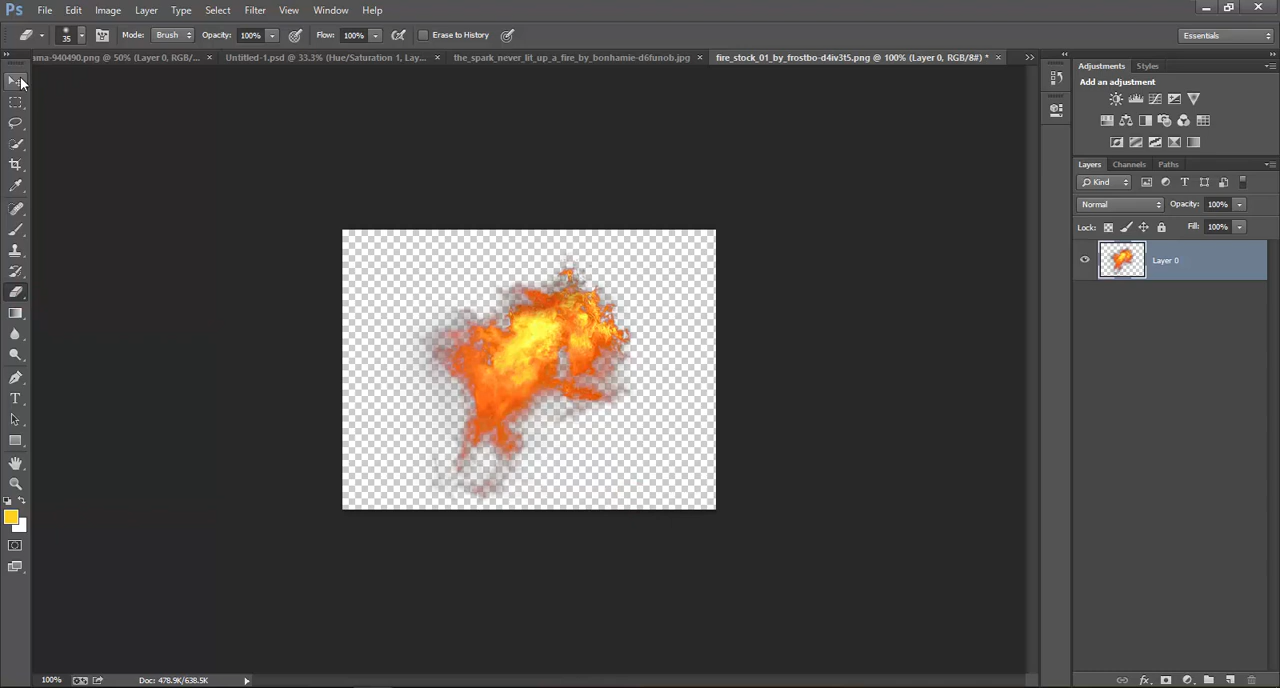 Ps File Edit Image Layer Type Select Filter View Window Help
35 Mode: Brush Opacity: 100% Flow: 100% Erase to History Essentials
ama-940490.png @ 50% (Layer 0, RGB/... × Untitled-1.psd @ 33.3% (Hue/Saturation 1, Lay... × the_spark_never_lit_up_a_fire_by_bonhamie-d6funob.jpg × fire_stock_01_by_frostbo-d4iv3t5.png @ 100% (Layer 0, RGB/8#) * ×
Adjustments Styles
Add an adjustment
Layers Channels Paths
Kind
Normal Opacity: 100%
Lock: Fill: 100%
Layer 0
100% Doc: 478.9K/638.5K